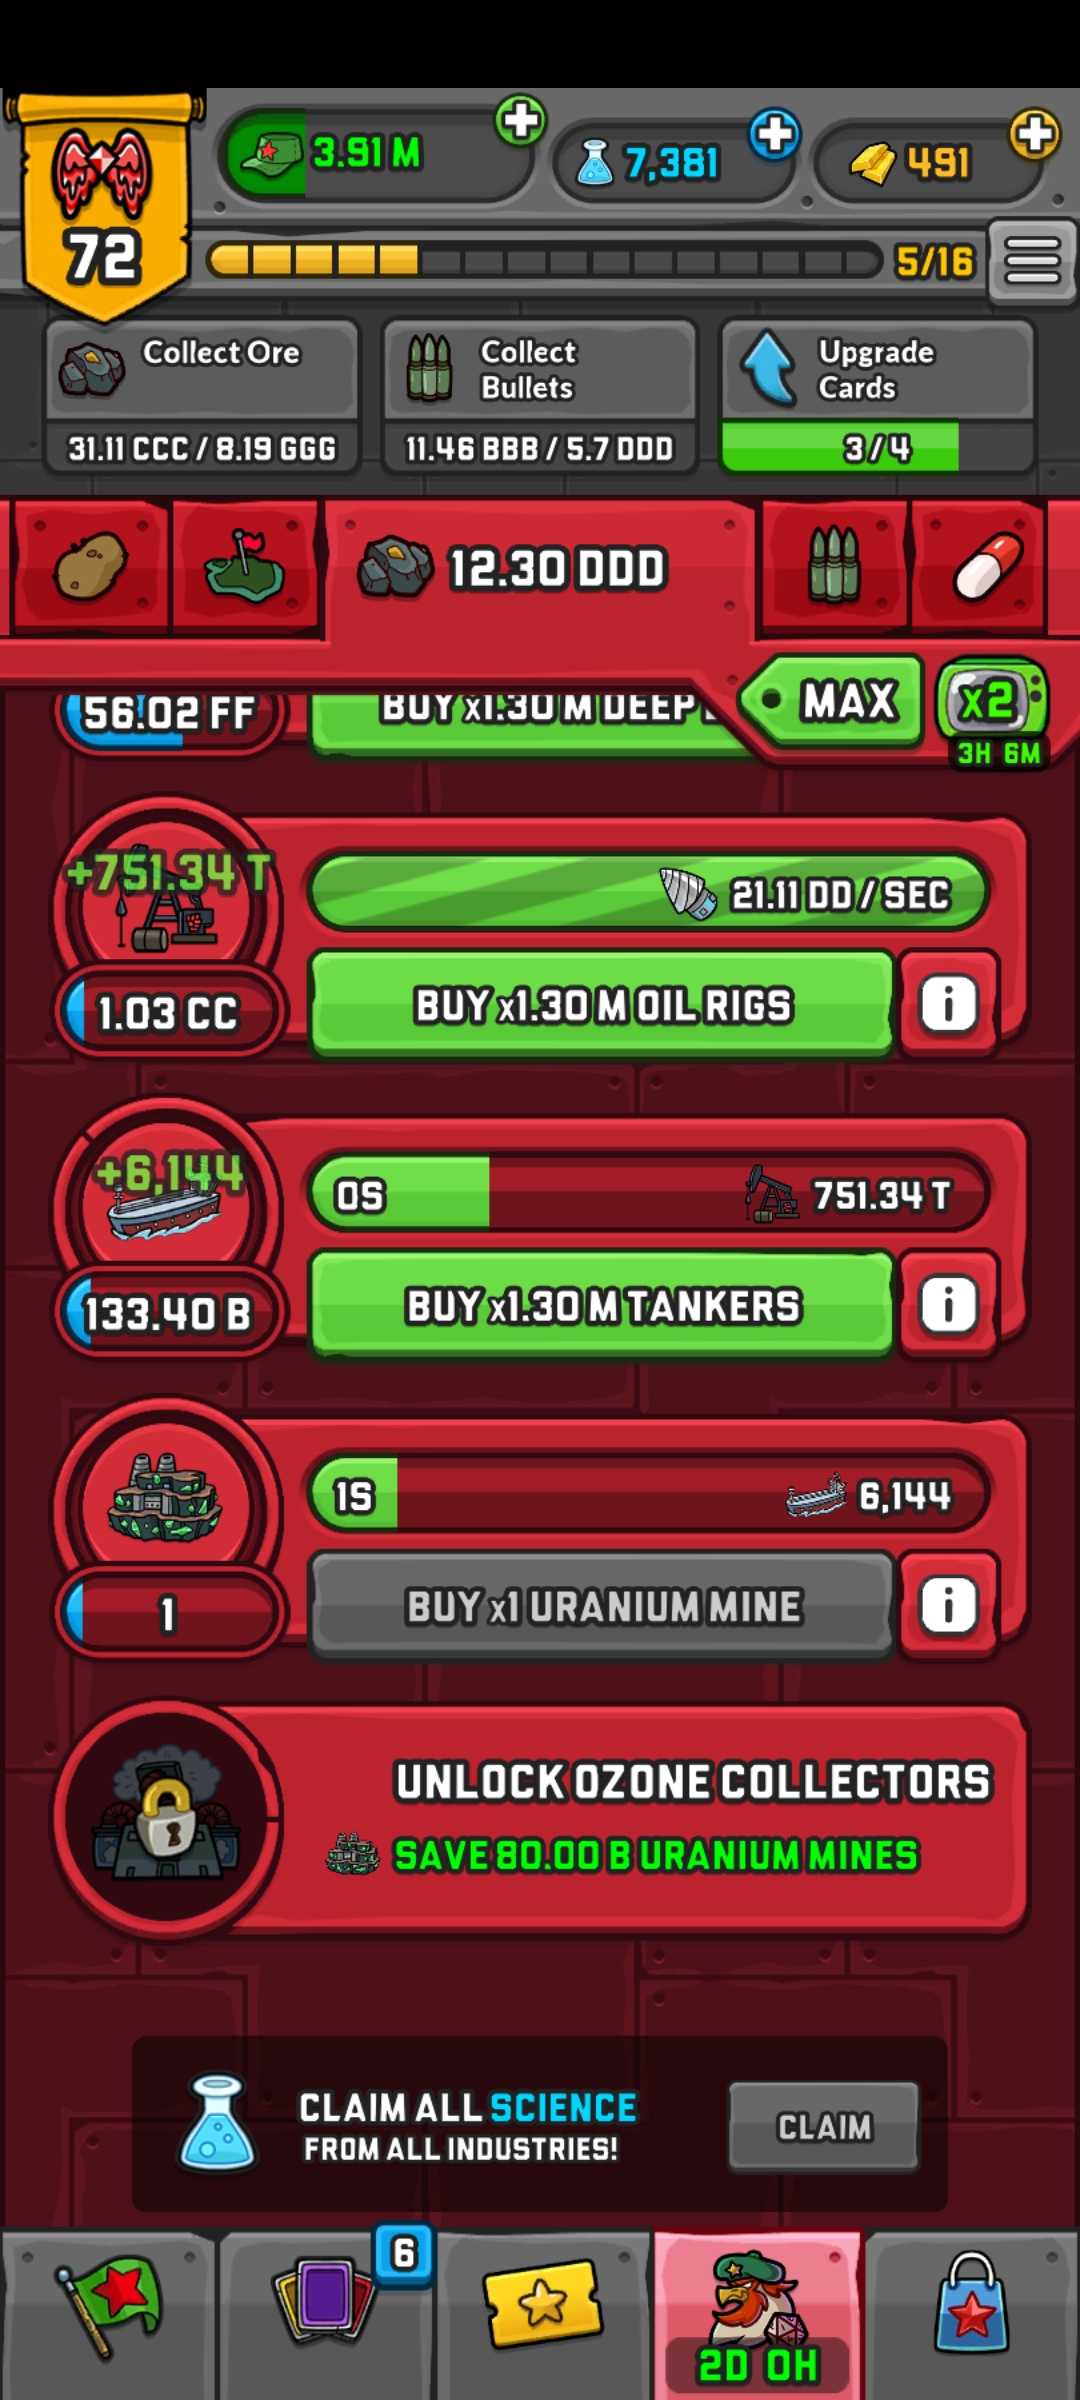 3.91 M
7,381
491
72
5/16
Collect Ore
31.11 CCC / 8.19 GGG
Collect
Bullets
11.46 BBB / 5.7 DDD
Upgrade
Cards
3/4
12.30 DDD
MAX
x2
3H 6M
56.02 FF
BUY x1.30 M DEEP
+751.34 T
21.11 DD / SEC
1.03 CC
BUY x1.30 M OIL RIGS
i
+6,144
0S
751.34 T
133.40 B
BUY x1.30 M TANKERS
i
1S
6,144
1
BUY x1 URANIUM MINE
i
UNLOCK OZONE COLLECTORS
SAVE 80.00 B URANIUM MINES
CLAIM ALL SCIENCE
FROM ALL INDUSTRIES!
CLAIM
6
2D 0H